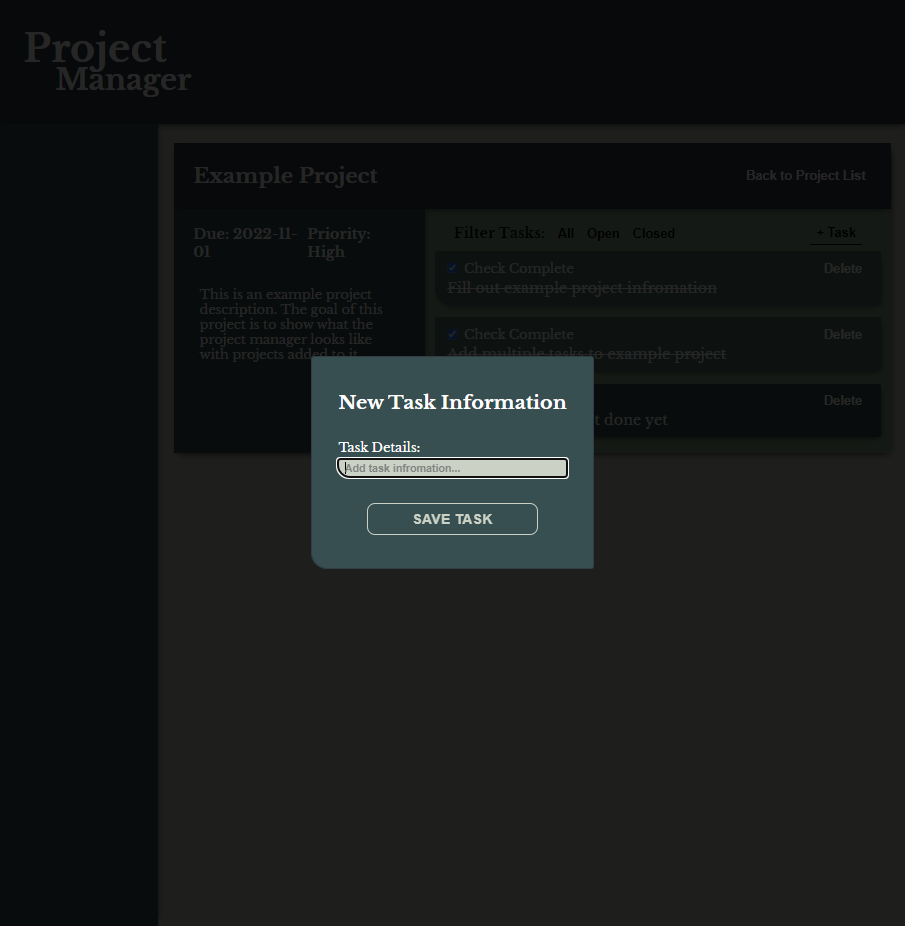 Project
Manager
Example Project
Back to Project List
Due: 2022-11-
01
Priority:
High
This is an example project
description. The goal of this
project is to show what the
project manager looks like
with projects added to it
Filter Tasks: All Open Closed
+ Task
Check Complete
Delete
Fill out example project infromation
Check Complete
Delete
Add multiple tasks to example project
Delete
t done yet
New Task Information
Task Details:
Add task infromation...
SAVE TASK